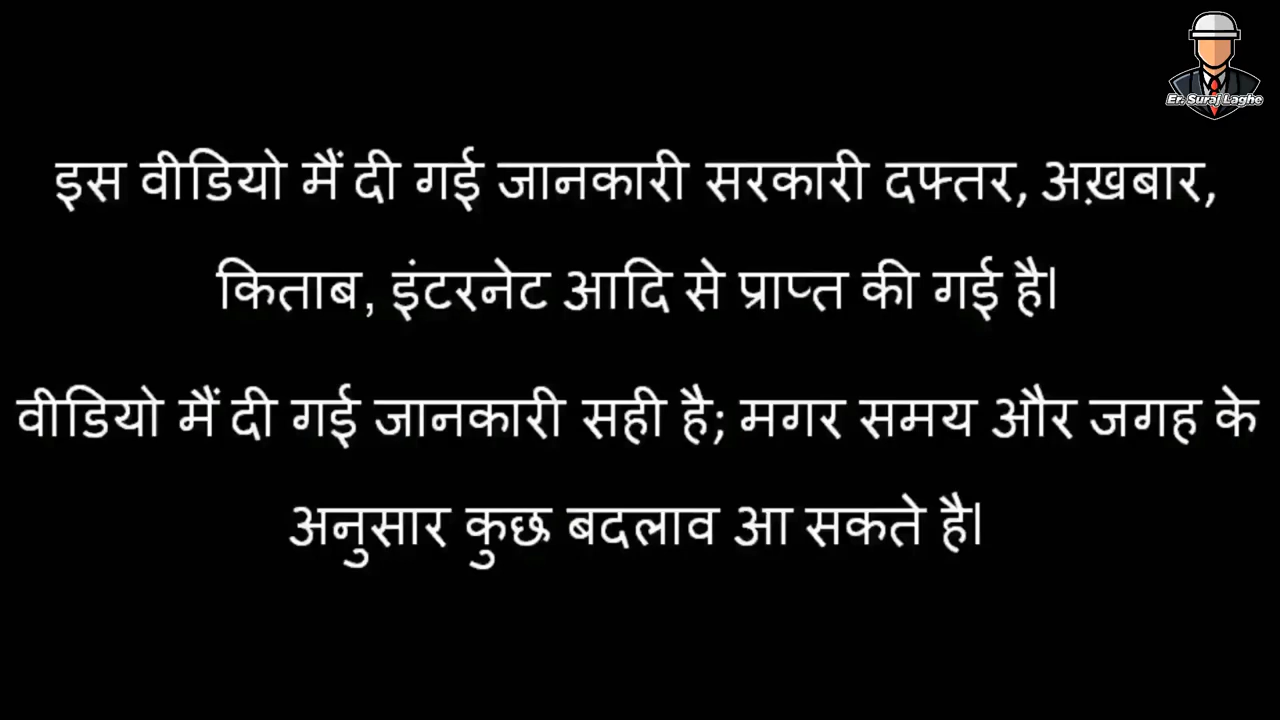 Er. Suraj Laghe
इस वीडियो मैं दी गई जानकारी सरकारी दफ्तर, अख़बार,
किताब, इंटरनेट आदि से प्राप्त की गई है।
वीडियो मैं दी गई जानकारी सही है; मगर समय और जगह के
अनुसार कुछ बदलाव आ सकते है।